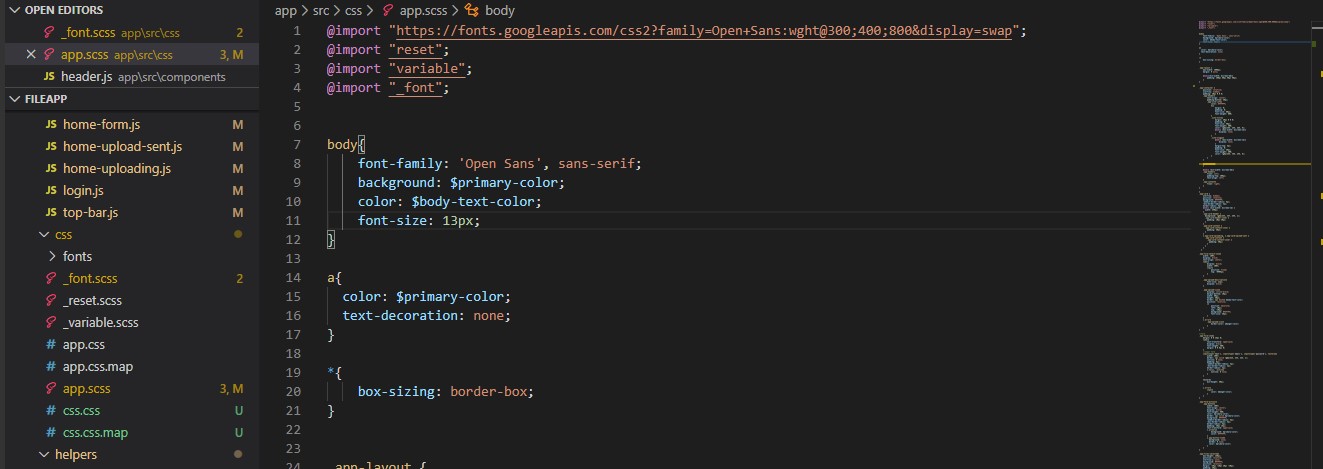 OPEN EDITORS
_font.scss app\src\css 2
app.scss app\src\css 3, M
JS header.js app\src\components
FILEAPP
JS home-form.js M
JS home-upload-sent.js M
JS home-uploading.js M
JS login.js M
JS top-bar.js M
css
fonts
_font.scss 2
_reset.scss
_variable.scss
# app.css
app.css.map
app.scss 3, M
# css.css U
css.css.map U
helpers
app > src > css > app.scss > body
1 @import "https://fonts.googleapis.com/css2?family=Open+Sans:wght@300;400;800&display=swap";
2 @import "reset";
3 @import "variable";
4 @import "_font";
5
6
7 body{
8 font-family: 'Open Sans', sans-serif;
9 background: $primary-color;
10 color: $body-text-color;
11 font-size: 13px;
12 }
13
14 a{
15 color: $primary-color;
16 text-decoration: none;
17 }
18
19 *{
20 box-sizing: border-box;
21 }
22
23
24 .app-layout {